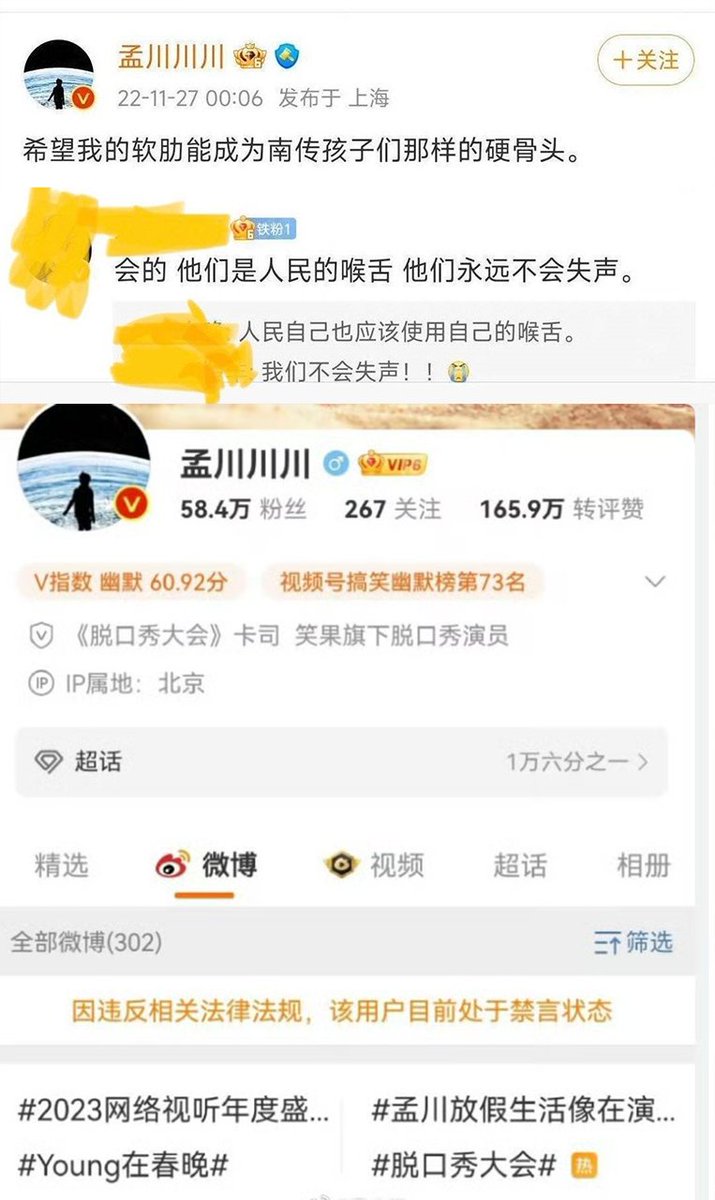 孟川川川
+关注
22-11-27 00:06 发布于 上海
希望我的软肋能成为南传孩子们那样的硬骨头。
6 铁粉1
会的 他们是人民的喉舌 他们永远不会失声。
人民自己也应该使用自己的喉舌。
: 我们不会失声！！
孟川川川 VIP6
58.4万 粉丝 267 关注 165.9万 转评赞
V指数 幽默 60.92分 视频号搞笑幽默榜第73名
《脱口秀大会》卡司 笑果旗下脱口秀演员
IP IP属地：北京
超话 1万六分之一
精选 微博 视频 超话 相册
全部微博(302) 筛选
因违反相关法律法规，该用户目前处于禁言状态
#2023网络视听年度盛... #孟川放假生活像在演...
#Young在春晚# #脱口秀大会# 热